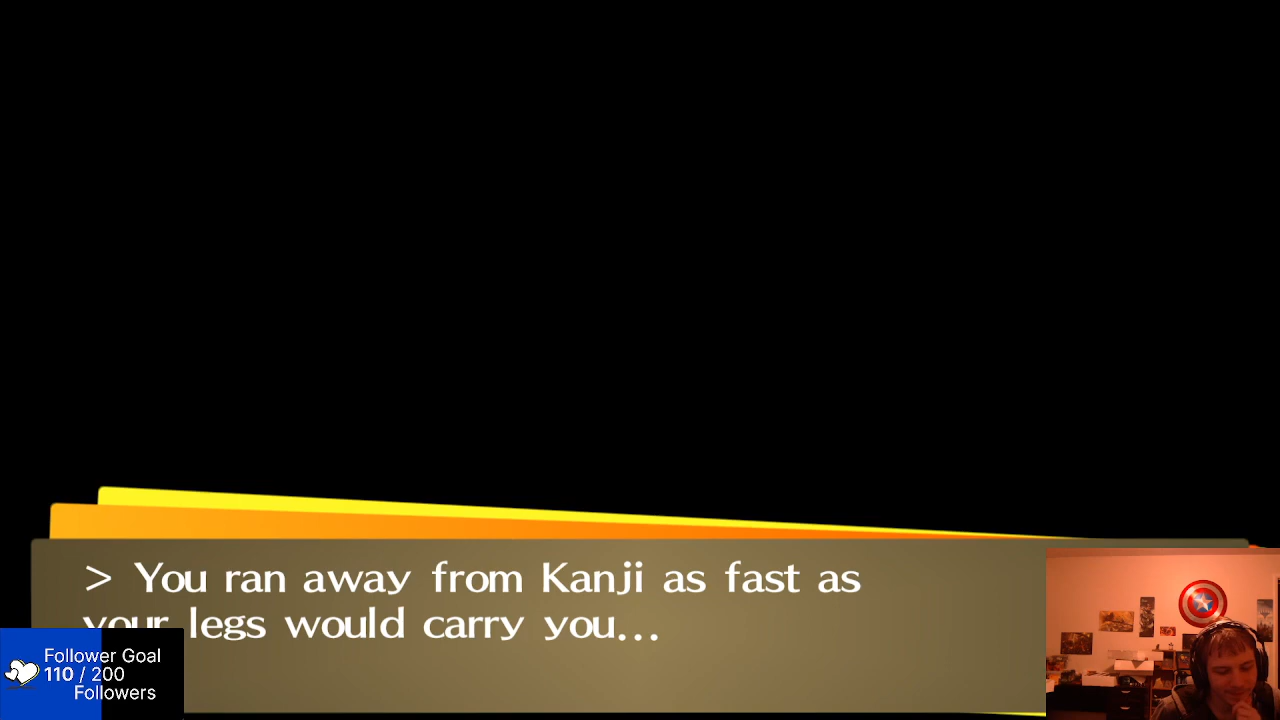 > You ran away from Kanji as fast as
your legs would carry you...
Follower Goal
110 / 200
Followers